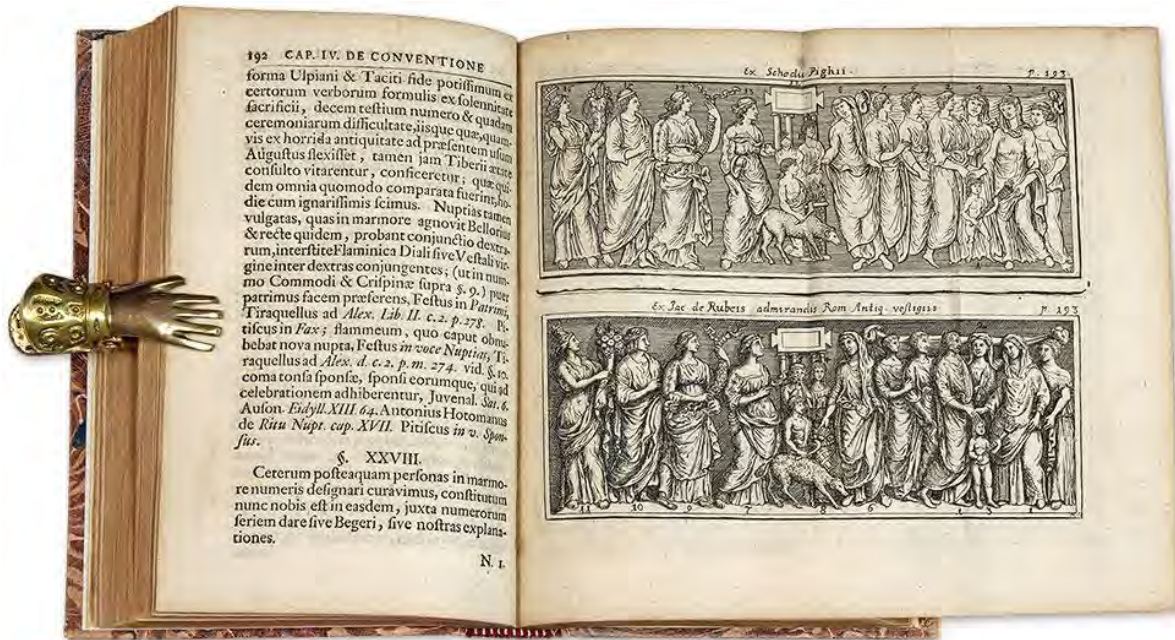 192 CAP. IV. DE CONVENTIONE
forma Ulpiani & Taciti fide potiſſimum ex
certorum verborum formulis ex ſolennitate
ſacrificii, decem teſtium numero & quadam
ceremoniarum difficultate, iisque quæ, quam-
vis ex horrida antiquitate ad præſentem uſum
Auguſtus flexiſſet, tamen jam Tiberii ætate
conſulto vitarentur, conficeretur; quæ qui-
dem omnia quomodo comparata fuerint, ho-
die cum ignariſſimis ſcimus. Nuptias tamen
vulgatas, quas in marmore agnovit Bellorius
& recte quidem, probant conjunctio dextra-
rum, interſtite Flaminica Diali ſive Veſtali vir-
gine inter dextras conjungentes; (ut in num-
mo Commodi & Criſpinæ ſupra §. 9.) puer
patrimus facem præferens, Feſtus in Patrimi,
Tiraquellus ad Alex. Lib. II. c. 2. p. 278. Pi-
tiſcus in Fax; flammeum, quo caput obnu-
bebat nova nupta, Feſtus in voce Nuptias, Ti-
raquellus ad Alex. d. c. 2. p. m. 274. vid. §. 10.
coma tonſa ſponſæ, ſponſi eorumque, qui ad
celebrationem adhiberentur, Juvenal. Sat. 6.
Auſon. Eidyll. XIII. 64. Antonius Hotomanus
de Ritu Nupt. cap. XVII. Pitiſcus in v. Spon-
ſus.
§. XXVIII.
Ceterum poſteaquam perſonas in marmo-
re numeris deſignari curavimus, conſtitutum
nunc nobis eſt in easdem, juxta numerorum
ſeriem dare ſive Begeri, ſive noſtras explana-
tiones.
N. 1.
Ex Schedis Pighii. p. 193.
Ex Jac de Rubeis admirandis Rom Antiq veſtigiis p. 193
11 10 9 7 8 6 3 1